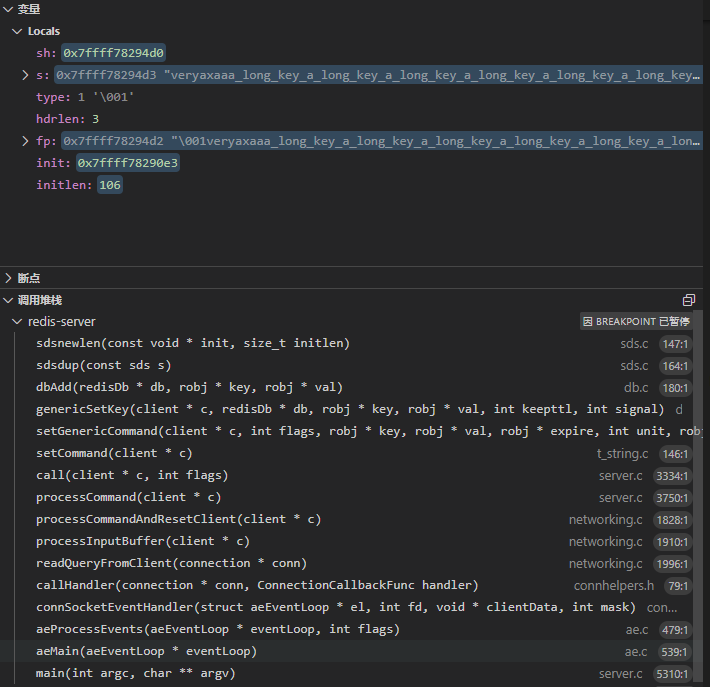 变量
Locals
sh: 0x7ffff78294d0
s: 0x7ffff78294d3 "veryaxaaa_long_key_a_long_key_a_long_key_a_long_key_a_long_key_a_long_key…
type: 1 '\001'
hdrlen: 3
fp: 0x7ffff78294d2 "\001veryaxaaa_long_key_a_long_key_a_long_key_a_long_key_a_long_key_a_lon…
init: 0x7ffff78290e3
initlen: 106
断点
调用堆栈
redis-server 因 BREAKPOINT 已暂停
sdsnewlen(const void * init, size_t initlen) sds.c 147:1
sdsdup(const sds s) sds.c 164:1
dbAdd(redisDb * db, robj * key, robj * val) db.c 180:1
genericSetKey(client * c, redisDb * db, robj * key, robj * val, int keepttl, int signal) d
setGenericCommand(client * c, int flags, robj * key, robj * val, robj * expire, int unit, rob
setCommand(client * c) t_string.c 146:1
call(client * c, int flags) server.c 3334:1
processCommand(client * c) server.c 3750:1
processCommandAndResetClient(client * c) networking.c 1828:1
processInputBuffer(client * c) networking.c 1910:1
readQueryFromClient(connection * conn) networking.c 1996:1
callHandler(connection * conn, ConnectionCallbackFunc handler) connhelpers.h 79:1
connSocketEventHandler(struct aeEventLoop * el, int fd, void * clientData, int mask) con...
aeProcessEvents(aeEventLoop * eventLoop, int flags) ae.c 479:1
aeMain(aeEventLoop * eventLoop) ae.c 539:1
main(int argc, char ** argv) server.c 5310:1